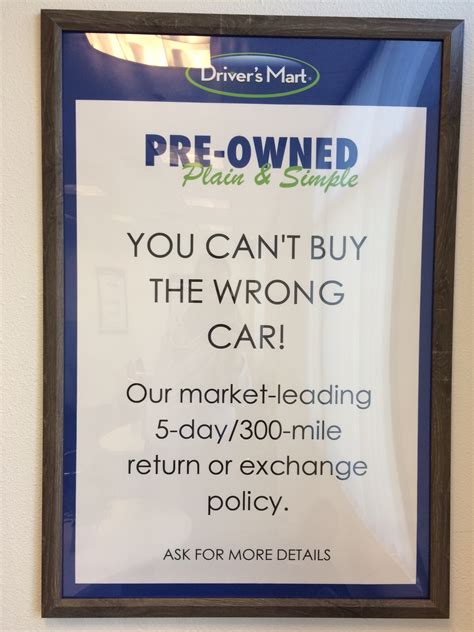 Driver's Mart®
PRE-OWNED
Plain & Simple
YOU CAN'T BUY
THE WRONG
CAR!
Our market-leading
5-day/300-mile
return or exchange
policy.
ASK FOR MORE DETAILS